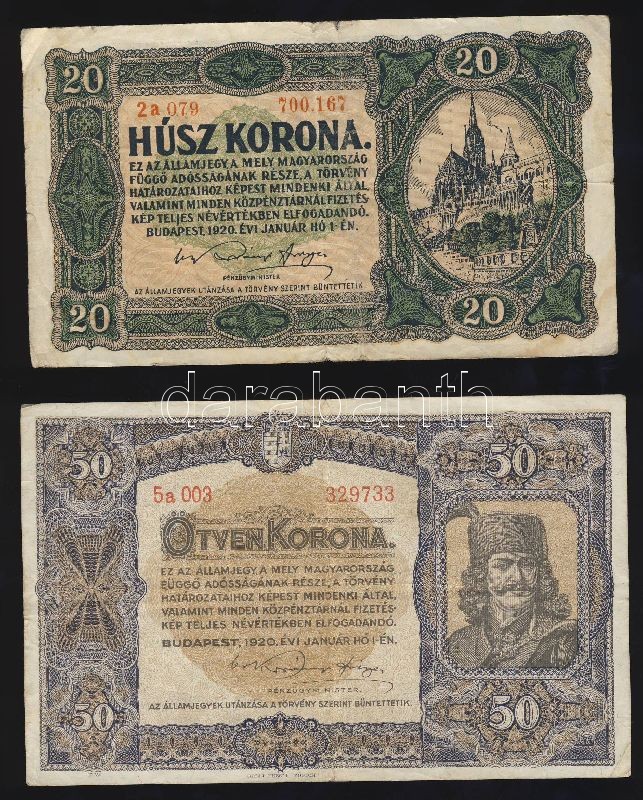 20
20
2a 079 700.167
HÚSZ KORONA.
EZ AZ ÁLLAMJEGY A MELY MAGYARORSZÁG
FÜGGŐ ADÓSSÁGÁNAK RÉSZE, A TÖRVÉNY
HATÁROZATAIHOZ KÉPEST MINDENKI ÁLTAL
VALAMINT MINDEN KÖZPÉNZTÁRNÁL FIZETÉS-
KÉP TELJES NÉVÉRTÉKBEN ELFOGADANDÓ.
BUDAPEST, 1920. ÉVI JANUÁR HÓ 1-ÉN.
PÉNZÜGYMINISTER
AZ ÁLLAMJEGYEK UTÁNZÁSA A TÖRVÉNY SZERINT BÜNTETTETIK.
20
20
darabanth
50
50
5a 003 329733
ÖTVEN KORONA.
EZ AZ ÁLLAMJEGY A MELY MAGYARORSZÁG
FÜGGŐ ADÓSSÁGÁNAK RÉSZE, A TÖRVÉNY
HATÁROZATAIHOZ KÉPEST MINDENKI ÁLTAL
VALAMINT MINDEN KÖZPÉNZTÁRNÁL FIZETÉS-
KÉP TELJES NÉVÉRTÉKBEN ELFOGADANDÓ.
BUDAPEST, 1920. ÉVI JANUÁR HÓ 1-ÉN.
PÉNZÜGYMINISTER.
AZ ÁLLAMJEGYEK UTÁNZÁSA A TÖRVÉNY SZERINT BÜNTETTETIK.
50
50